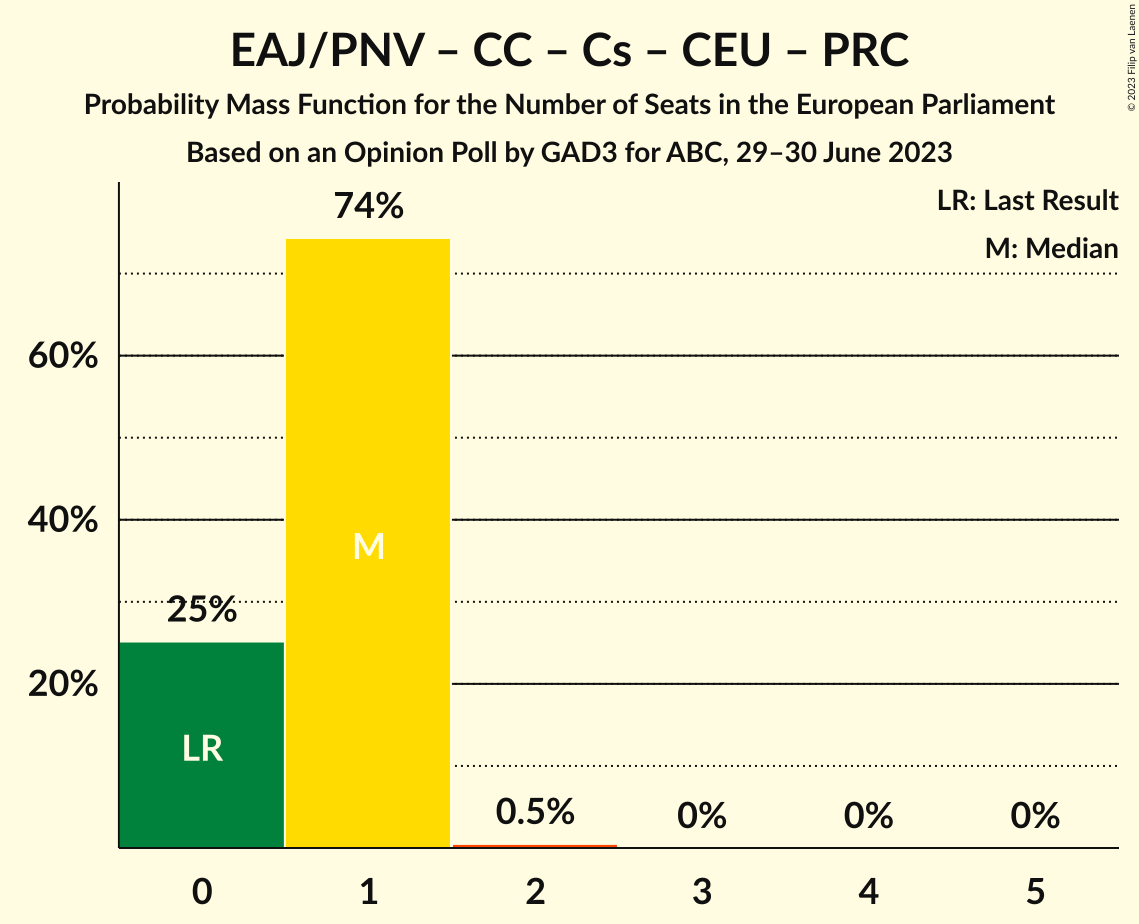 EAJ/PNV – CC – Cs – CEU – PRC
Probability Mass Function for the Number of Seats in the European Parliament
Based on an Opinion Poll by GAD3 for ABC, 29–30 June 2023
© 2023 Filip van Laenen
LR: Last Result
M: Median
74%
60%
40%
20%
25%
M
LR
0.5%
0%
0%
0%
0
1
2
3
4
5